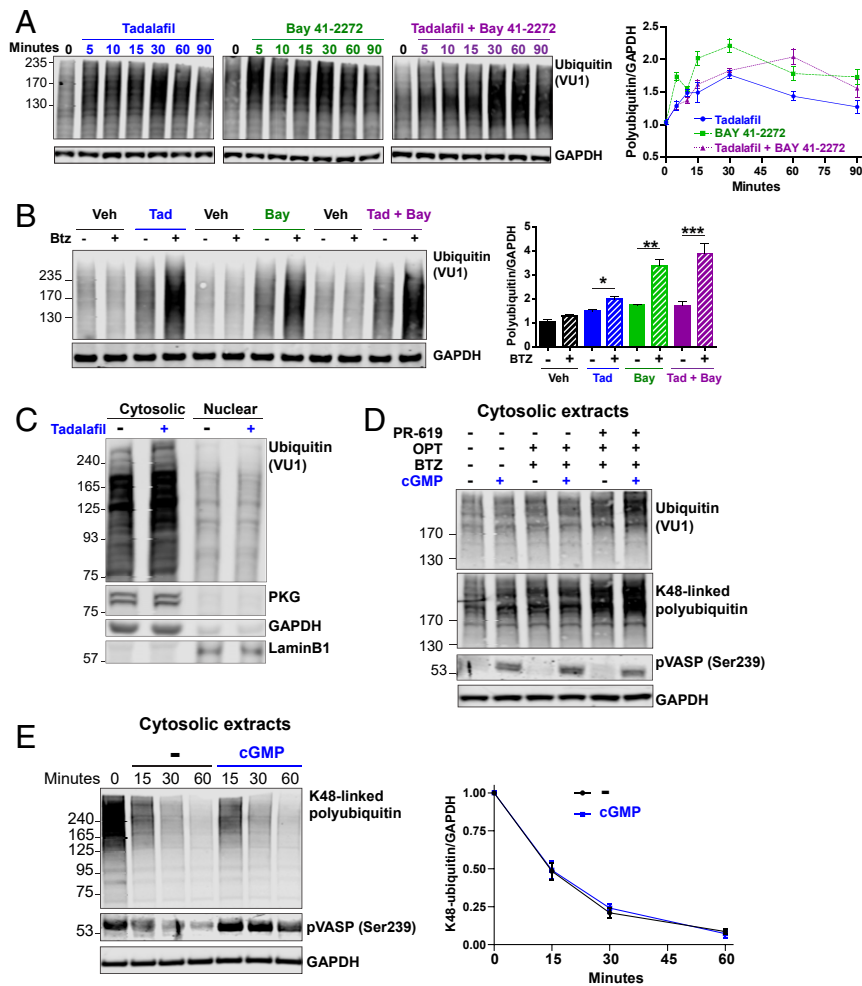 A
Tadalafil
Bay 41-2272
Tadalafil + Bay 41-2272
Minutes 0 5 10 15 30 60 90
0 5 10 15 30 60 90
0 5 10 15 30 60 90
235
170
130
Ubiquitin
(VU1)
GAPDH
Polyubiquitin/GAPDH
2.5
2.0
1.5
1.0
0.5
0 15 30 45 60 75 90
Minutes
Tadalafil
BAY 41-2272
Tadalafil + BAY 41-2272
B
Veh Tad Veh Bay Veh Tad + Bay
Btz - + - + - + - + - + - +
235
170
130
Ubiquitin
(VU1)
GAPDH
Polyubiquitin/GAPDH
5
4
3
2
1
0
* ** ***
BTZ - + - + - + - +
Veh Tad Bay Tad + Bay
C
Cytosolic Nuclear
Tadalafil - + - +
240
165
125
93
75
Ubiquitin
(VU1)
75
PKG
GAPDH
57
LaminB1
D
Cytosolic extracts
PR-619 - - - - + +
OPT - - + + + +
BTZ - - + + + +
cGMP - + - + - +
170
130
Ubiquitin
(VU1)
170
130
K48-linked
polyubiquitin
53
pVASP (Ser239)
GAPDH
E
Cytosolic extracts
- cGMP
Minutes 0 15 30 60 15 30 60
240
165
125
95
75
K48-linked
polyubiquitin
53
pVASP (Ser239)
GAPDH
K48-ubiquitin/GAPDH
1.00
0.75
0.50
0.25
0.00
0 15 30 60
Minutes
-
cGMP